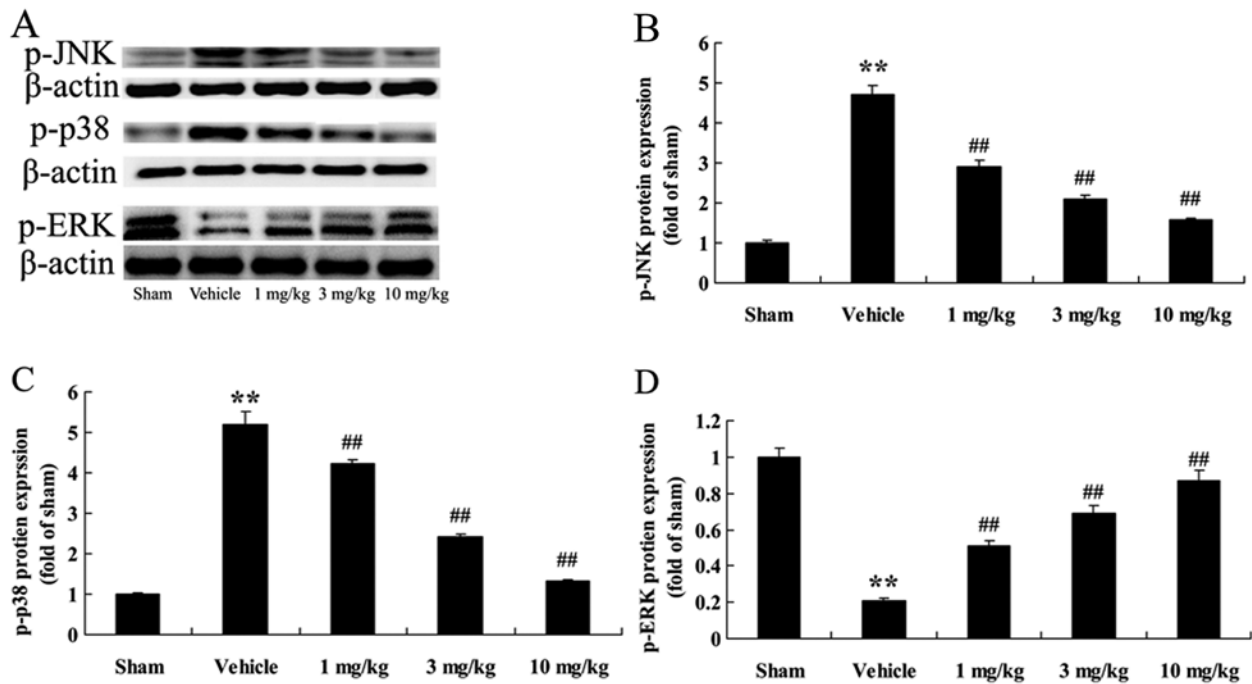 A
p-JNK
β-actin
p-p38
β-actin
p-ERK
β-actin
Sham Vehicle 1 mg/kg 3 mg/kg 10 mg/kg
B
p-JNK protein expression
(fold of sham)
6
5
4
3
2
1
0
**
##
##
##
Sham Vehicle 1 mg/kg 3 mg/kg 10 mg/kg
C
p-p38 protien exprssion
(fold of sham)
6
5
4
3
2
1
0
**
##
##
##
Sham Vehicle 1 mg/kg 3 mg/kg 10 mg/kg
D
p-ERK protien expression
(fold of sham)
1.2
1
0.8
0.6
0.4
0.2
0
**
##
##
##
Sham Vehicle 1 mg/kg 3 mg/kg 10 mg/kg